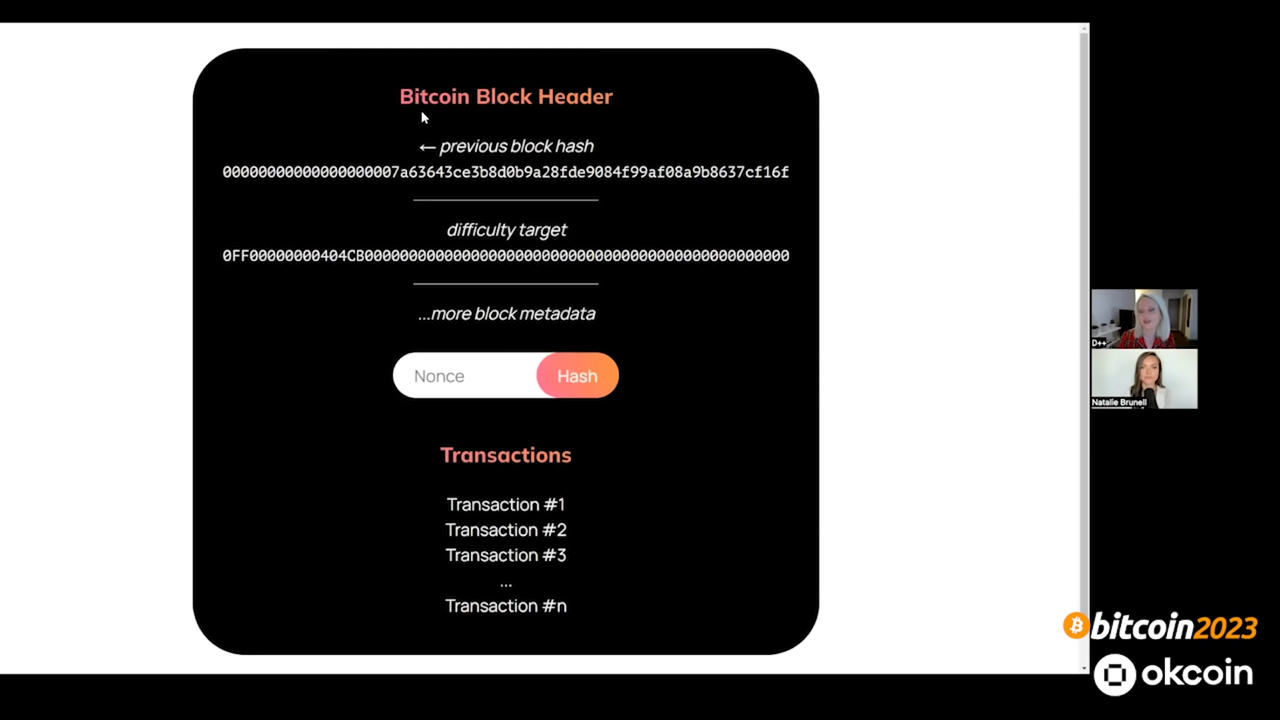 Bitcoin Block Header
← previous block hash
00000000000000000007a63643ce3b8d0b9a28fde9084f99af08a9b8637cf16f
difficulty target
0FF00000000404CB000000000000000000000000000000000000000000000000
...more block metadata
Nonce
Hash
Transactions
Transaction #1
Transaction #2
Transaction #3
...
Transaction #n
D++
Natalie Brunell
bitcoin2023
okcoin